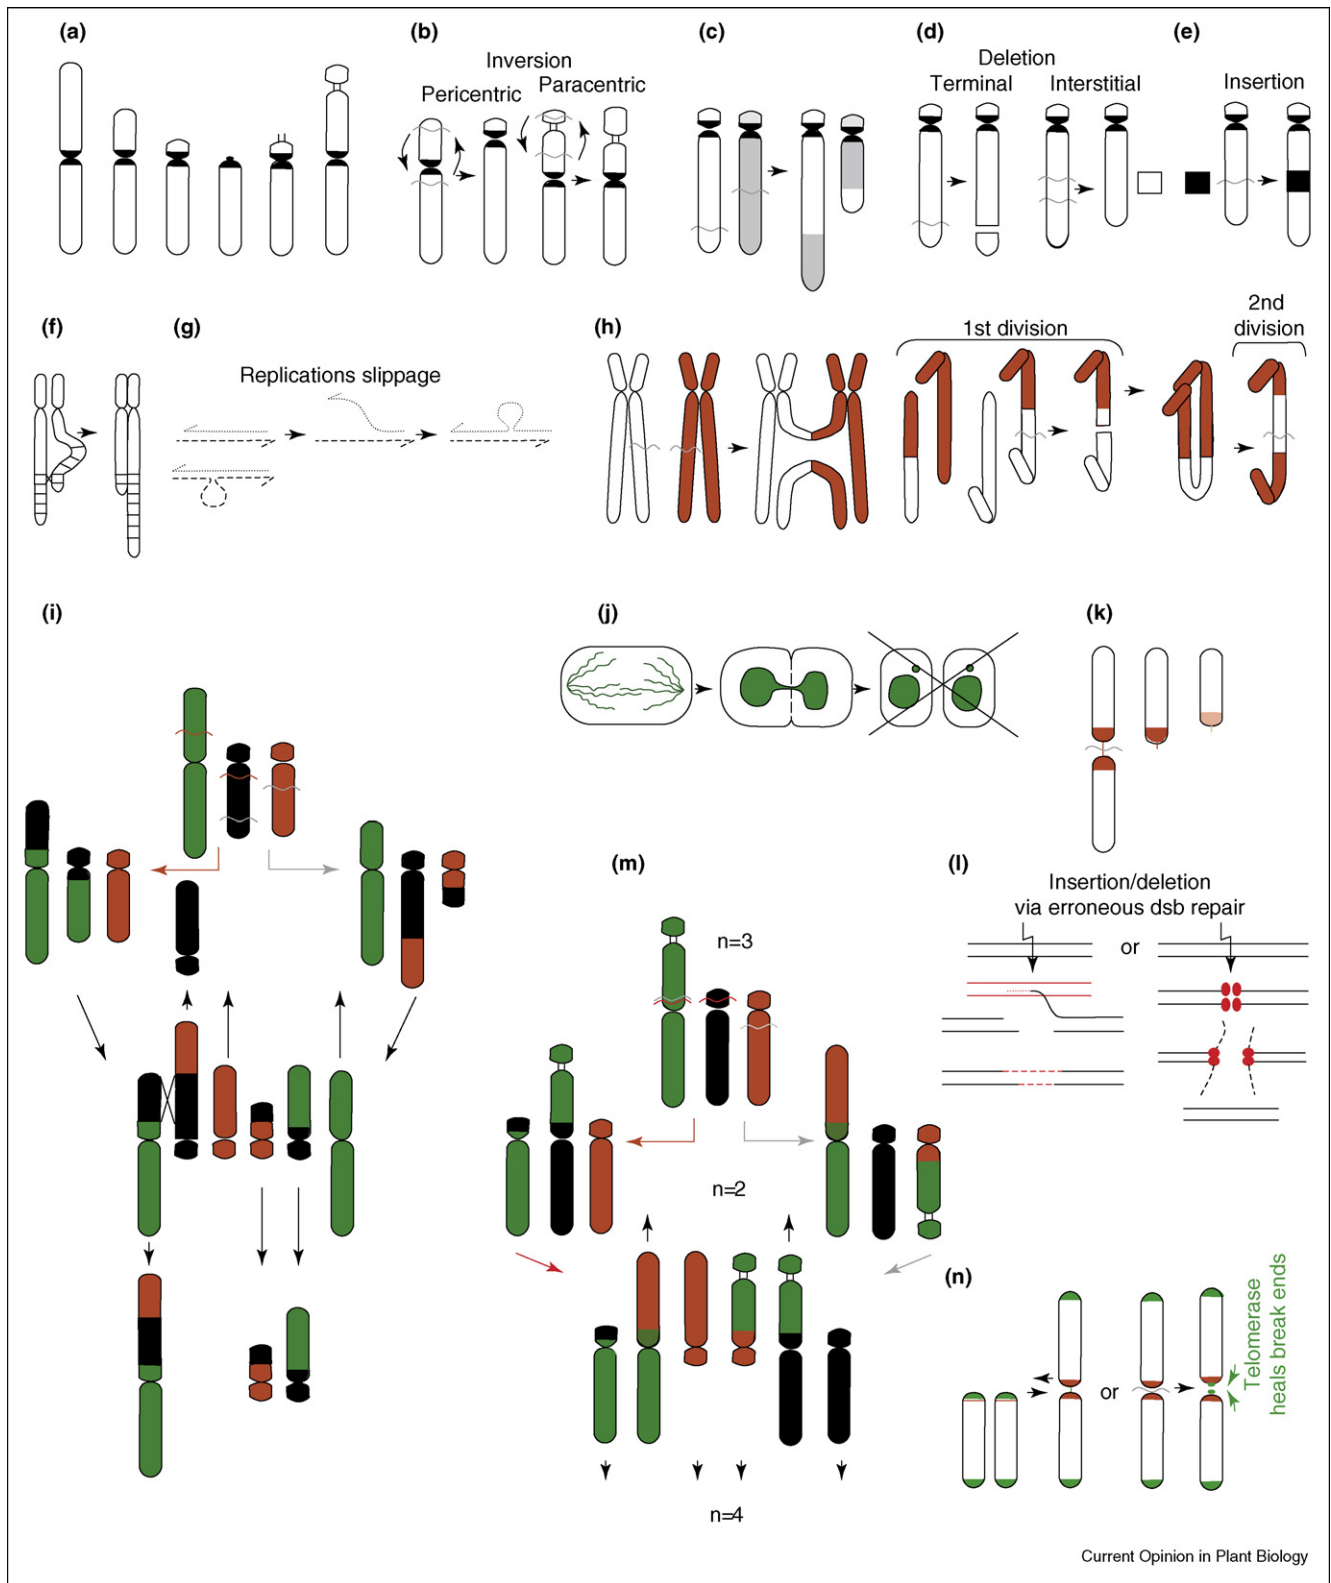 (a)
(b)
(c)
(d)
(e)
Inversion
Pericentric
Paracentric
Deletion
Terminal
Interstitial
Insertion
(f)
(g)
Replications slippage
(h)
1st division
2nd
division
(i)
(j)
(k)
(l)
Insertion/deletion
via erroneous dsb repair
or
(m)
n=3
n=2
n=4
(n)
or
Telomerase
heals break ends
Current Opinion in Plant Biology